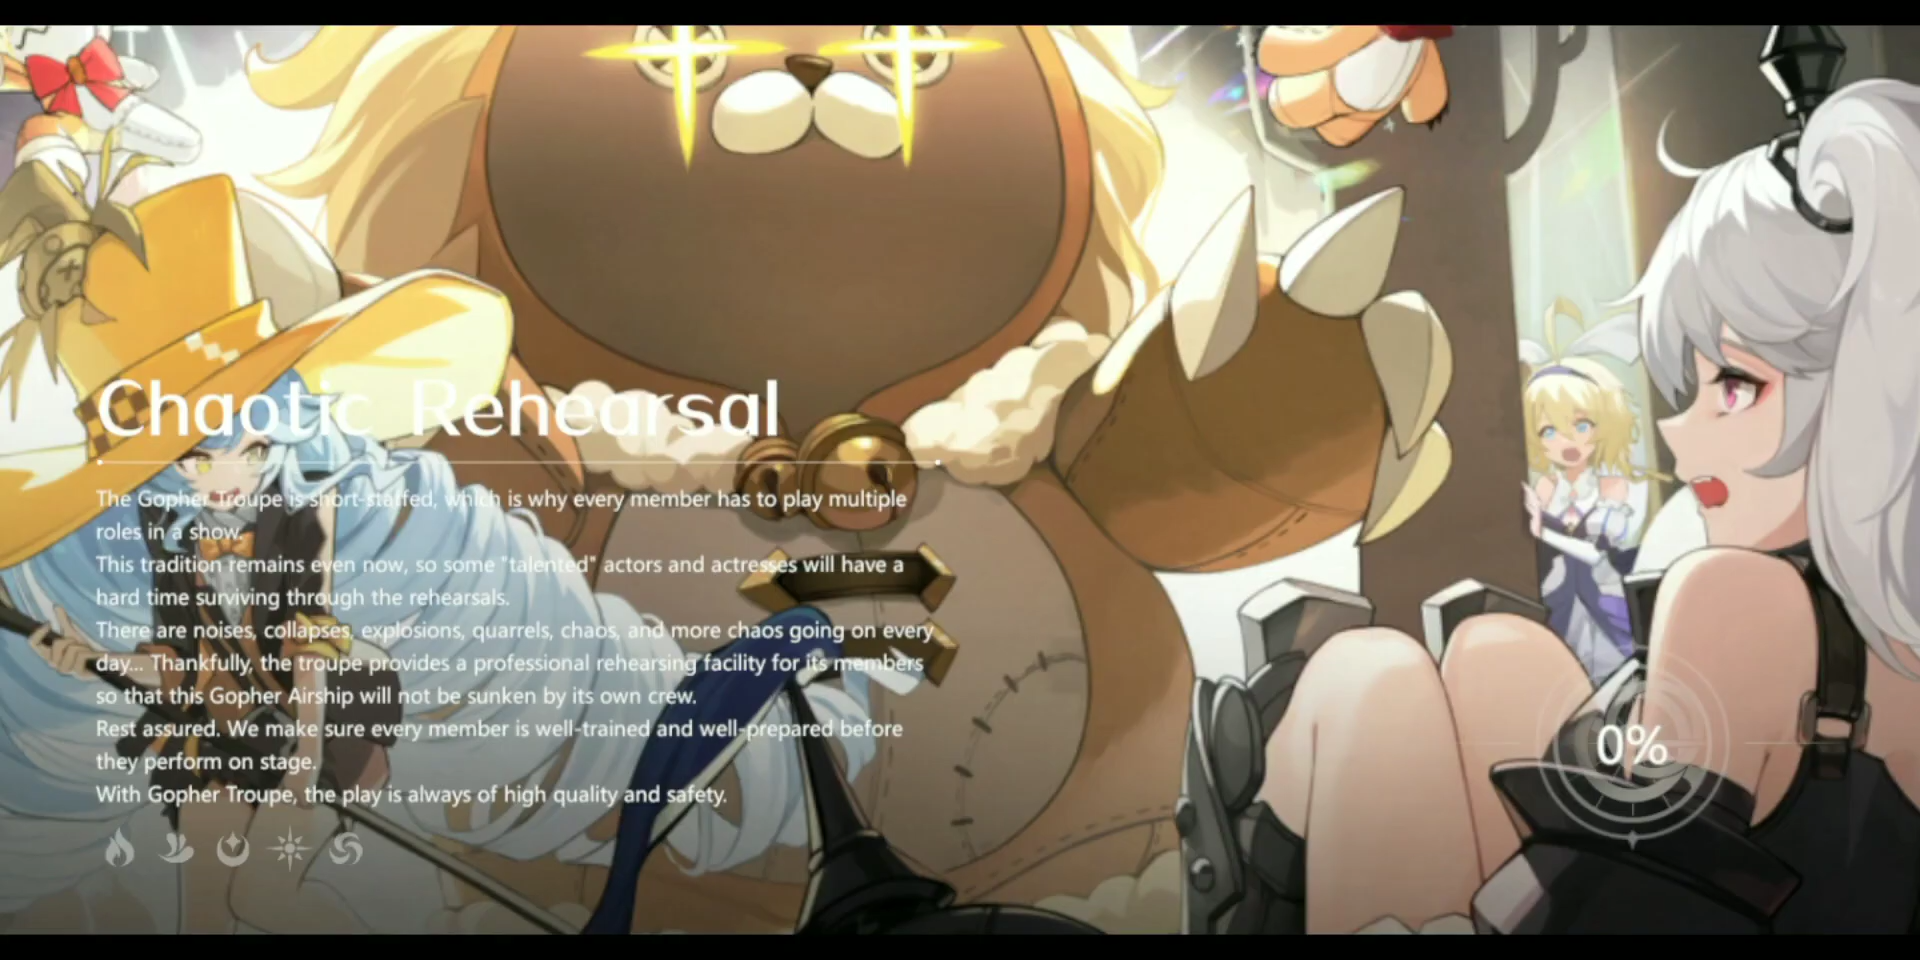 Chaotic Rehearsal
The Gopher Troupe is short-staffed, which is why every member has to play multiple
roles in a show.
This tradition remains even now, so some "talented" actors and actresses will have a
hard time surviving through the rehearsals.
There are noises, collapses, explosions, quarrels, chaos, and more chaos going on every
day... Thankfully, the troupe provides a professional rehearsing facility for its members
so that this Gopher Airship will not be sunken by its own crew.
Rest assured. We make sure every member is well-trained and well-prepared before
they perform on stage.
With Gopher Troupe, the play is always of high quality and safety.
0%